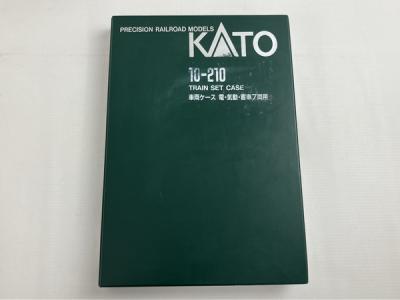 PRECISION RAILROAD MODELS
KATO
10-210
TRAIN SET CASE
車両ケース 電・気動・客車7両用